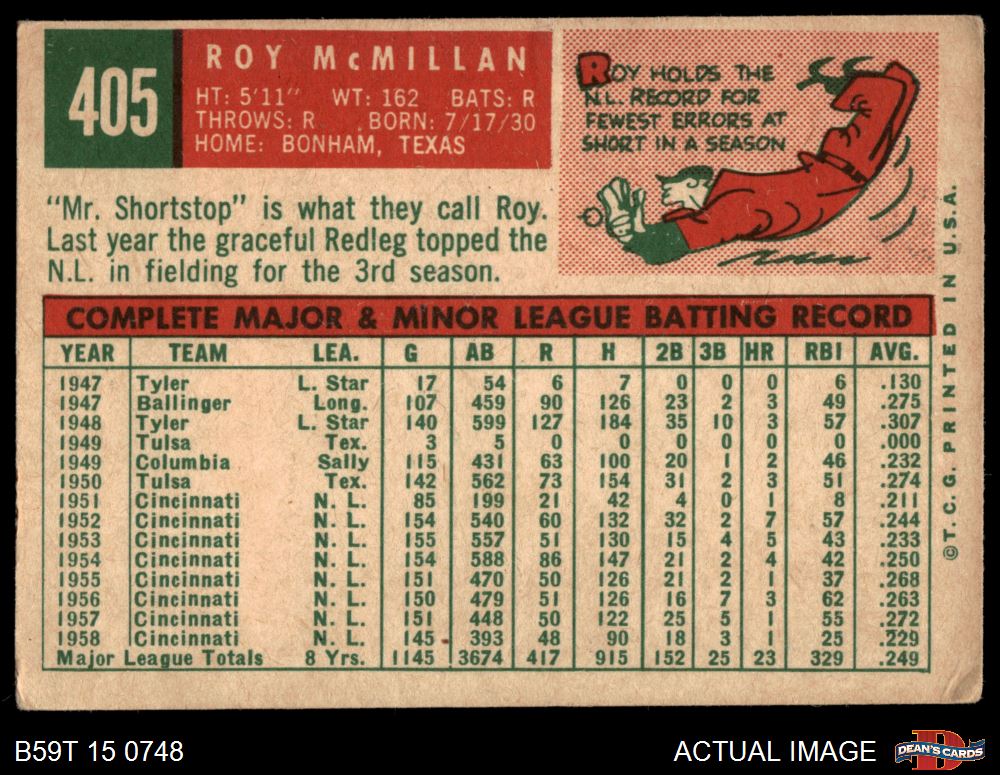 405
ROY McMILLAN
HT: 5'11" WT: 162 BATS: R
THROWS: R BORN: 7/17/30
HOME: BONHAM, TEXAS
ROY HOLDS THE
N.L. RECORD FOR
FEWEST ERRORS AT
SHORT IN A SEASON
"Mr. Shortstop" is what they call Roy.
Last year the graceful Redleg topped the
N.L. in fielding for the 3rd season.
COMPLETE MAJOR & MINOR LEAGUE BATTING RECORD
YEAR TEAM LEA. G AB R H 2B 3B HR RBI AVG.
1947 Tyler L. Star 17 54 6 7 0 0 0 6 .130
1947 Ballinger Long. 107 459 90 126 23 2 3 49 .275
1948 Tyler L. Star 140 599 127 184 35 10 3 57 .307
1949 Tulsa Tex. 3 5 0 0 0 0 0 0 .000
1949 Columbia Sally 115 431 63 100 20 1 2 46 .232
1950 Tulsa Tex. 142 562 73 154 31 2 3 51 .274
1951 Cincinnati N. L. 85 199 21 42 4 0 1 8 .211
1952 Cincinnati N. L. 154 540 60 132 32 2 7 57 .244
1953 Cincinnati N. L. 155 557 51 130 15 4 5 43 .233
1954 Cincinnati N. L. 154 588 86 147 21 2 4 42 .250
1955 Cincinnati N. L. 151 470 50 126 21 2 1 37 .268
1956 Cincinnati N. L. 150 479 51 126 16 7 3 62 .263
1957 Cincinnati N. L. 151 448 50 122 25 5 1 55 .272
1958 Cincinnati N. L. 145 393 48 90 18 3 1 25 .229
Major League Totals 8 Yrs. 1145 3674 417 915 152 25 23 329 .249
©T.C.G. PRINTED IN U.S.A.
B59T 15 0748
ACTUAL IMAGE
DEAN'S CARDS